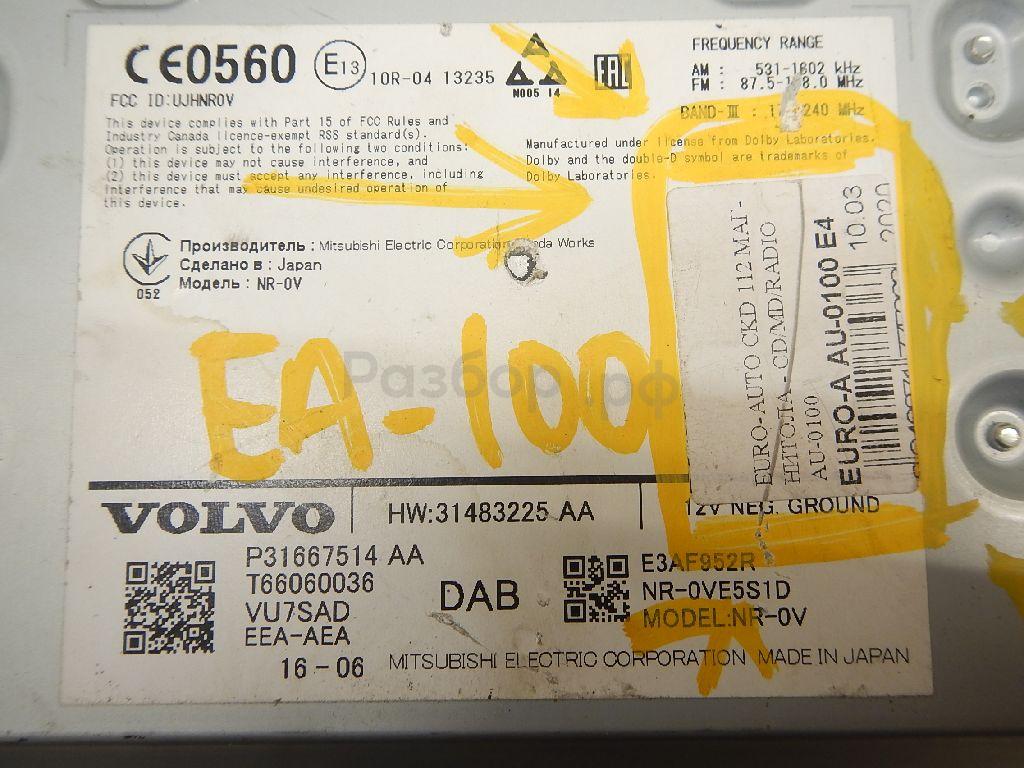 CE0560
E13
10R-04 13235
N005 14
EAC
FREQUENCY RANGE
AM : 531-1602 kHz
FM : 87.5- 8.0 MHz
BAND-III : 240 MHz
FCC ID:UJHNR0V
This device complies with Part 15 of FCC Rules and
Industry Canada licence-exempt RSS standard(s).
Operation is subject to the following two conditions:
(1) this device may not cause interference, and
(2) this device must accept any interference, including
interference that may cause undesired operation of
this device.
Manufactured under license from Dolby Laboratories.
Dolby and the double-D symbol are trademarks of
Dolby Laboratories.
052
Производитель : Mitsubishi Electric Corporation Works
Сделано в : Japan
Модель : NR-0V
EA-100
Разбор.рф
EURO-AUTO CKD 112 МАГ-
НИТОЛА - CD/MD/RADIO
AU-0100
EURO-A AU-0100 E4
10.03
2020
VOLVO
HW:31483225 AA
12V NEG. GROUND
P31667514 AA
T66060036
VU7SAD
EEA-AEA
16-06
DAB
E3AF952R
NR-0VE5S1D
MODEL:NR-0V
MITSUBISHI ELECTRIC CORPORATION MADE IN JAPAN